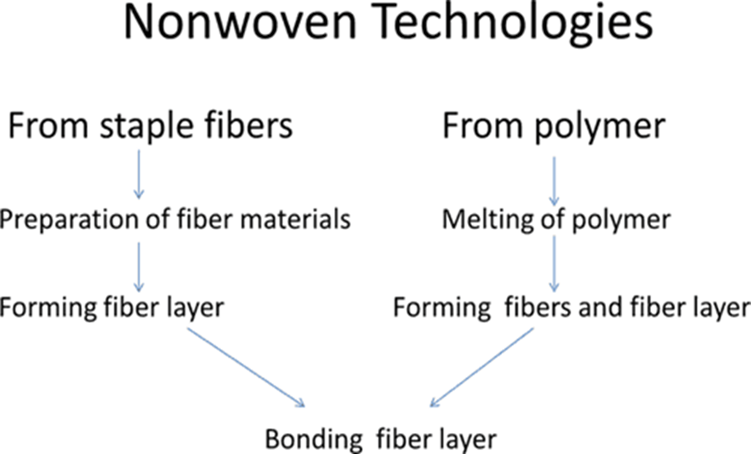 Nonwoven Technologies
From staple fibers
From polymer
Preparation of fiber materials
Melting of polymer
Forming fiber layer
Forming fibers and fiber layer
Bonding fiber layer